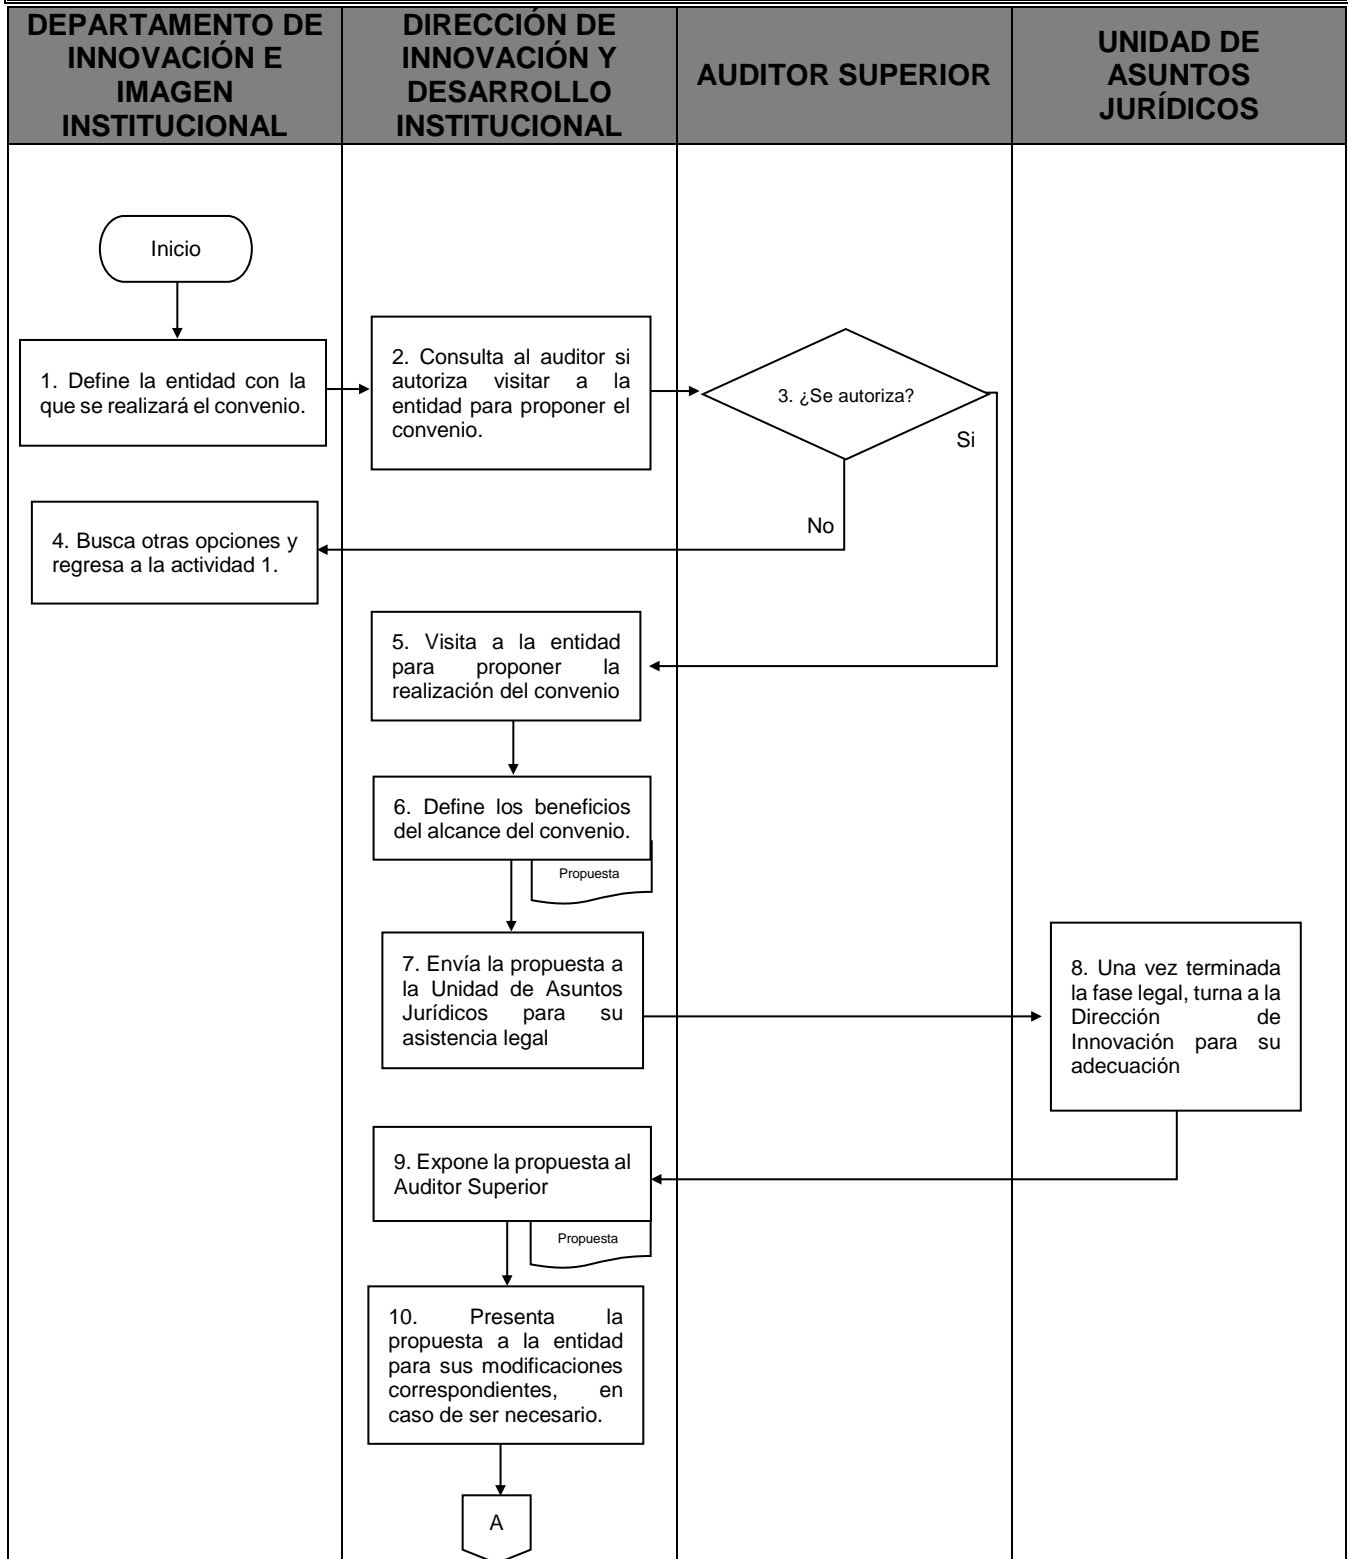 DEPARTAMENTO DE
INNOVACIÓN E
IMAGEN
INSTITUCIONAL
DIRECCIÓN DE
INNOVACIÓN Y
DESARROLLO
INSTITUCIONAL
AUDITOR SUPERIOR
UNIDAD DE
ASUNTOS
JURÍDICOS
Inicio
1. Define la entidad con la
que se realizará el convenio.
2. Consulta al auditor si
autoriza visitar a la
entidad para proponer el
convenio.
3. ¿Se autoriza?
Si
No
4. Busca otras opciones y
regresa a la actividad 1.
5. Visita a la entidad
para proponer la
realización del convenio
6. Define los beneficios
del alcance del convenio.
Propuesta
7. Envía la propuesta a
la Unidad de Asuntos
Jurídicos para su
asistencia legal
8. Una vez terminada
la fase legal, turna a la
Dirección de
Innovación para su
adecuación
9. Expone la propuesta al
Auditor Superior
Propuesta
10. Presenta la
propuesta a la entidad
para sus modificaciones
correspondientes, en
caso de ser necesario.
A